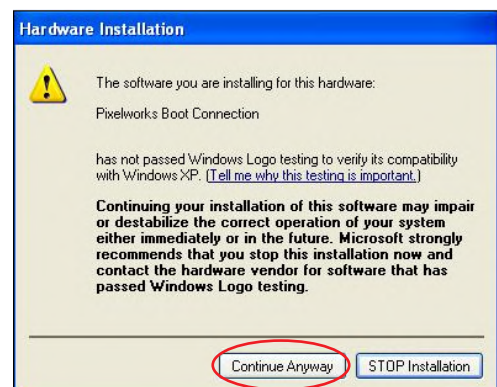 Hardware Installation
The software you are installing for this hardware:
Pixelworks Boot Connection
has not passed Windows Logo testing to verify its compatibility
with Windows XP. (Tell me why this testing is important.)
Continuing your installation of this software may impair
or destabilize the correct operation of your system
either immediately or in the future. Microsoft strongly
recommends that you stop this installation now and
contact the hardware vendor for software that has
passed Windows Logo testing.
Continue Anyway
STOP Installation